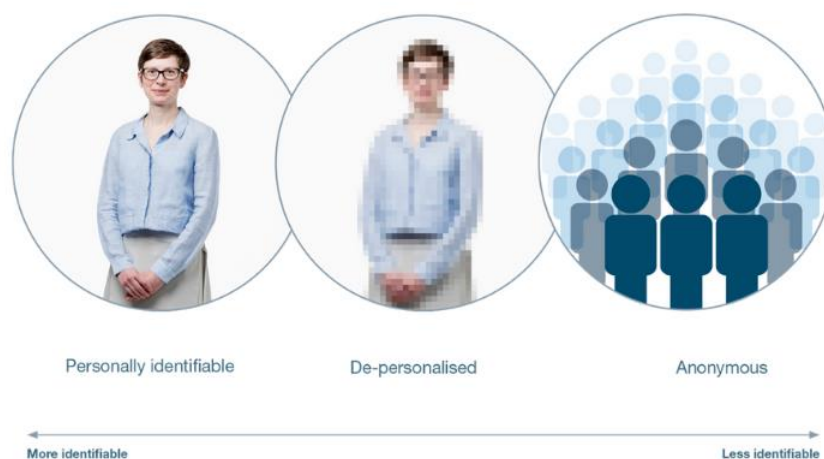 Personally identifiable
De-personalised
Anonymous
More identifiable
Less identifiable